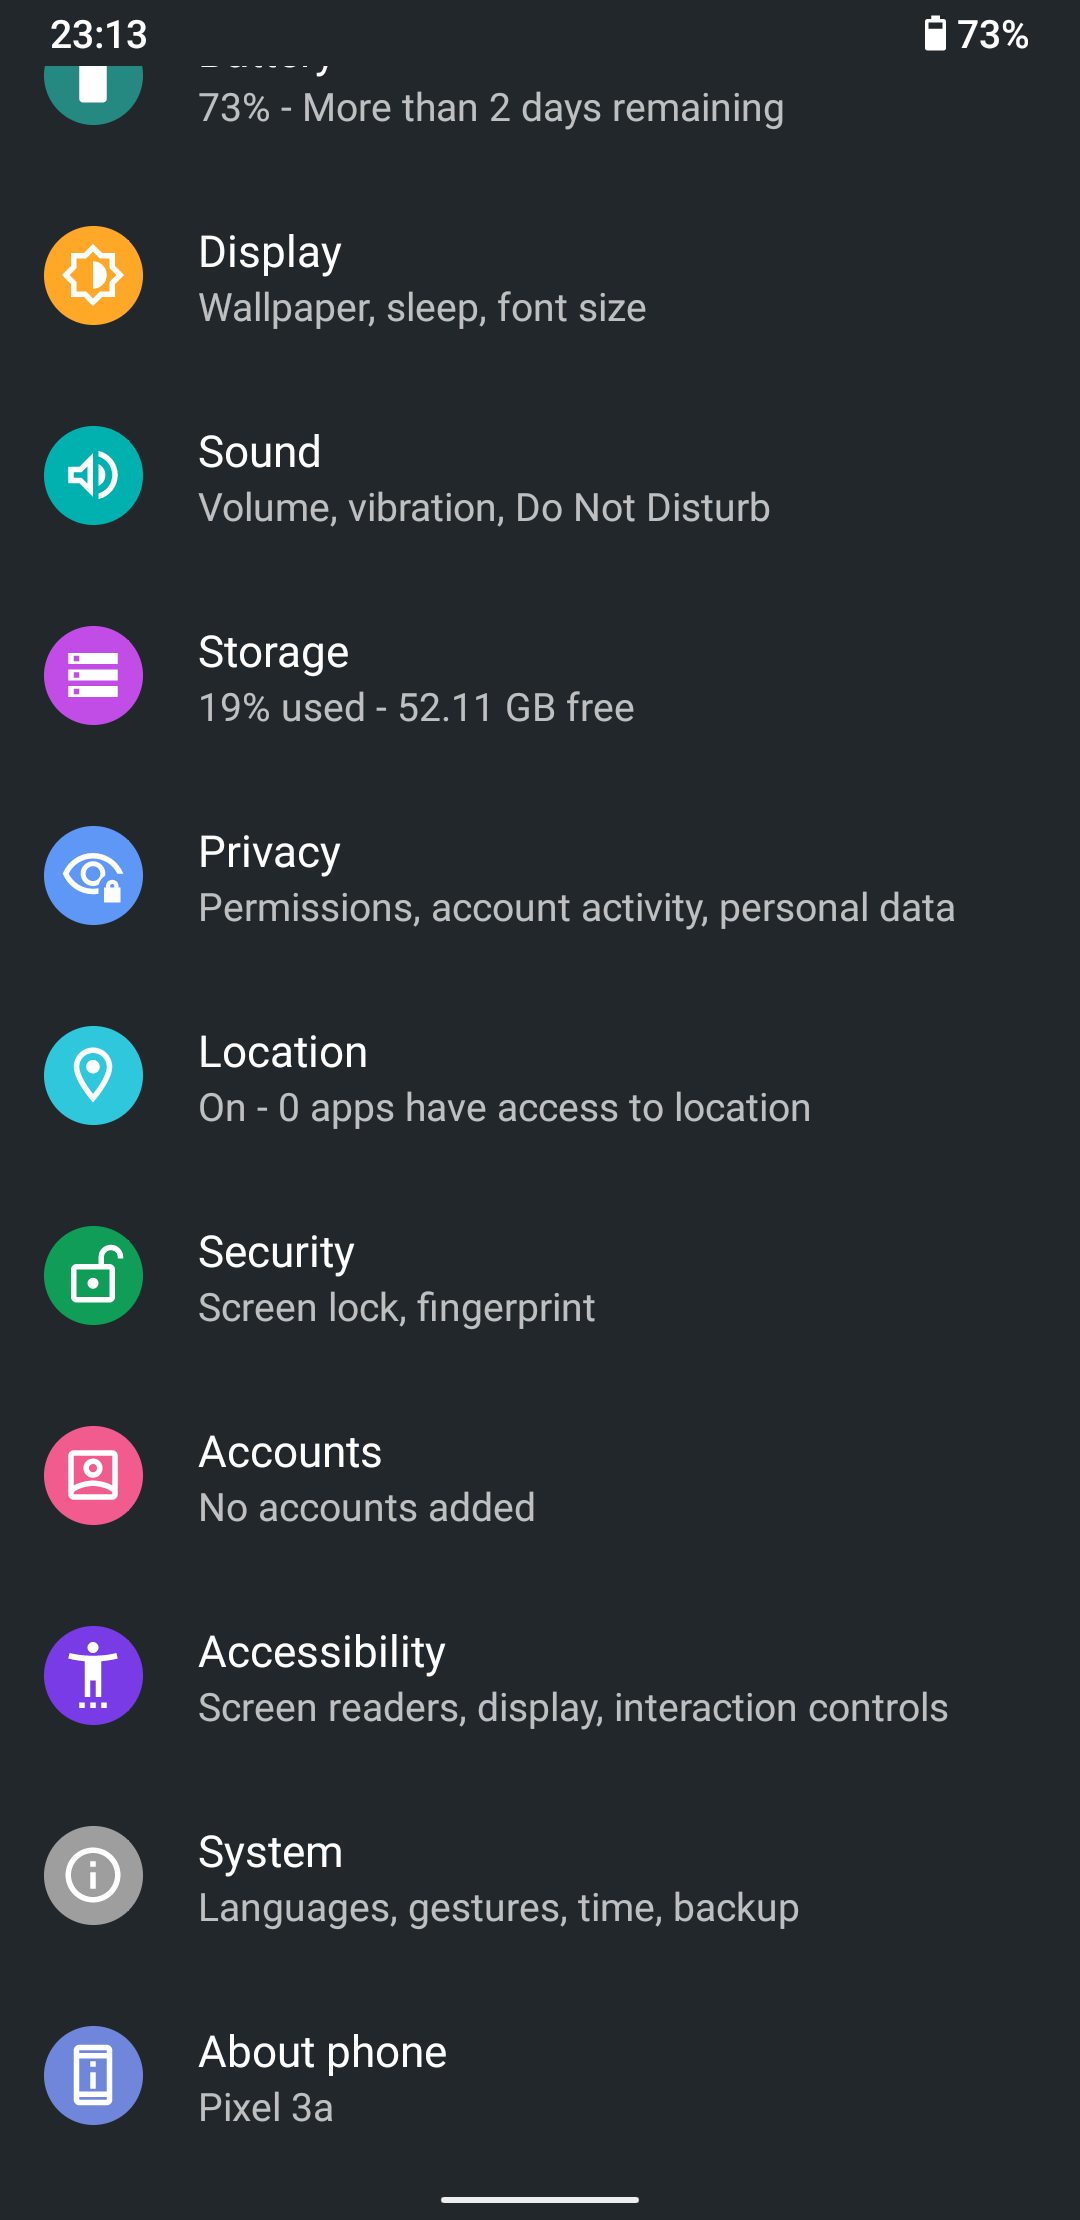 23:13 73%
Battery
73% - More than 2 days remaining
Display
Wallpaper, sleep, font size
Sound
Volume, vibration, Do Not Disturb
Storage
19% used - 52.11 GB free
Privacy
Permissions, account activity, personal data
Location
On - 0 apps have access to location
Security
Screen lock, fingerprint
Accounts
No accounts added
Accessibility
Screen readers, display, interaction controls
System
Languages, gestures, time, backup
About phone
Pixel 3a